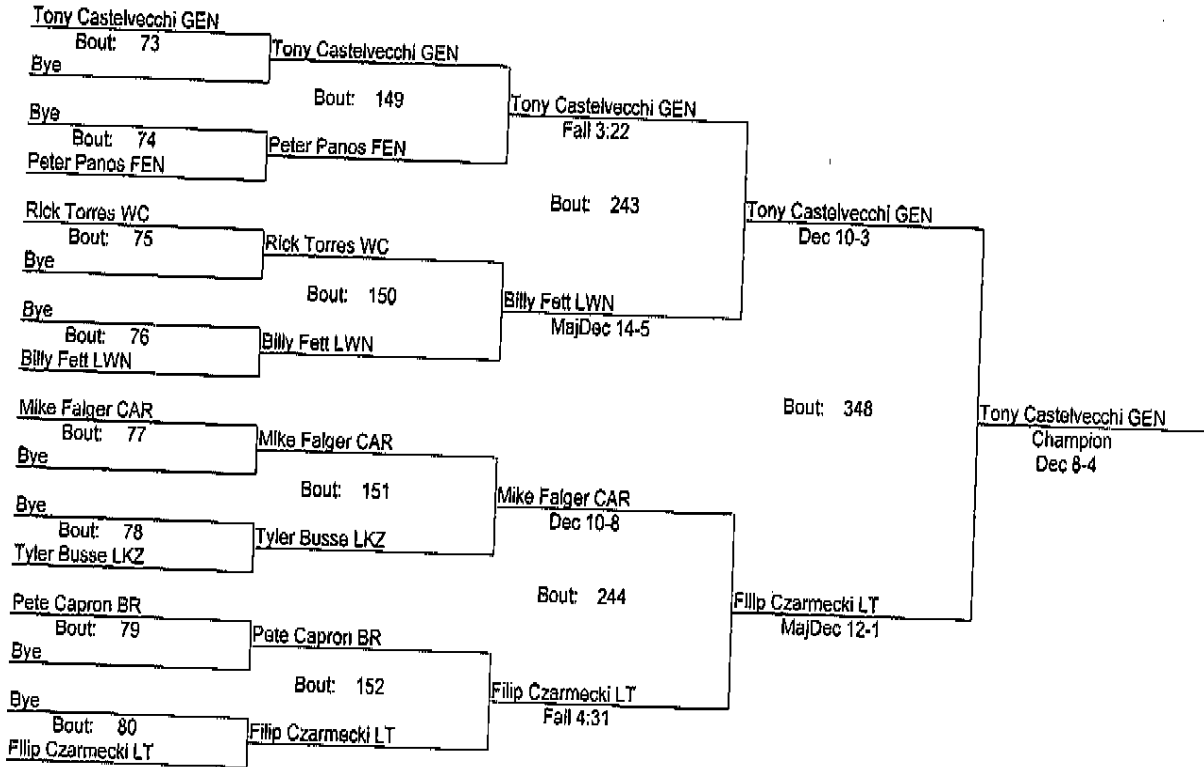 Tony Castelvecchi GEN
Bout: 73
Bye
Tony Castelvecchi GEN
Bout: 149
Bye
Bout: 74
Peter Panos FEN
Peter Panos FEN
Tony Castelvecchi GEN
Fall 3:22
Bout: 243
Rick Torres WC
Bout: 75
Bye
Rick Torres WC
Bout: 150
Bye
Bout: 76
Billy Fett LWN
Billy Fett LWN
Billy Fett LWN
MajDec 14-5
Tony Castelvecchi GEN
Dec 10-3
Bout: 348
Mike Falger CAR
Bout: 77
Bye
Mike Falger CAR
Bout: 151
Bye
Bout: 78
Tyler Busse LKZ
Tyler Busse LKZ
Mike Falger CAR
Dec 10-8
Bout: 244
Pete Capron BR
Bout: 79
Bye
Pete Capron BR
Bout: 152
Bye
Bout: 80
Filip Czarmecki LT
Filip Czarmecki LT
Filip Czarmecki LT
Fall 4:31
Filip Czarmecki LT
MajDec 12-1
Tony Castelvecchi GEN
Champion
Dec 8-4